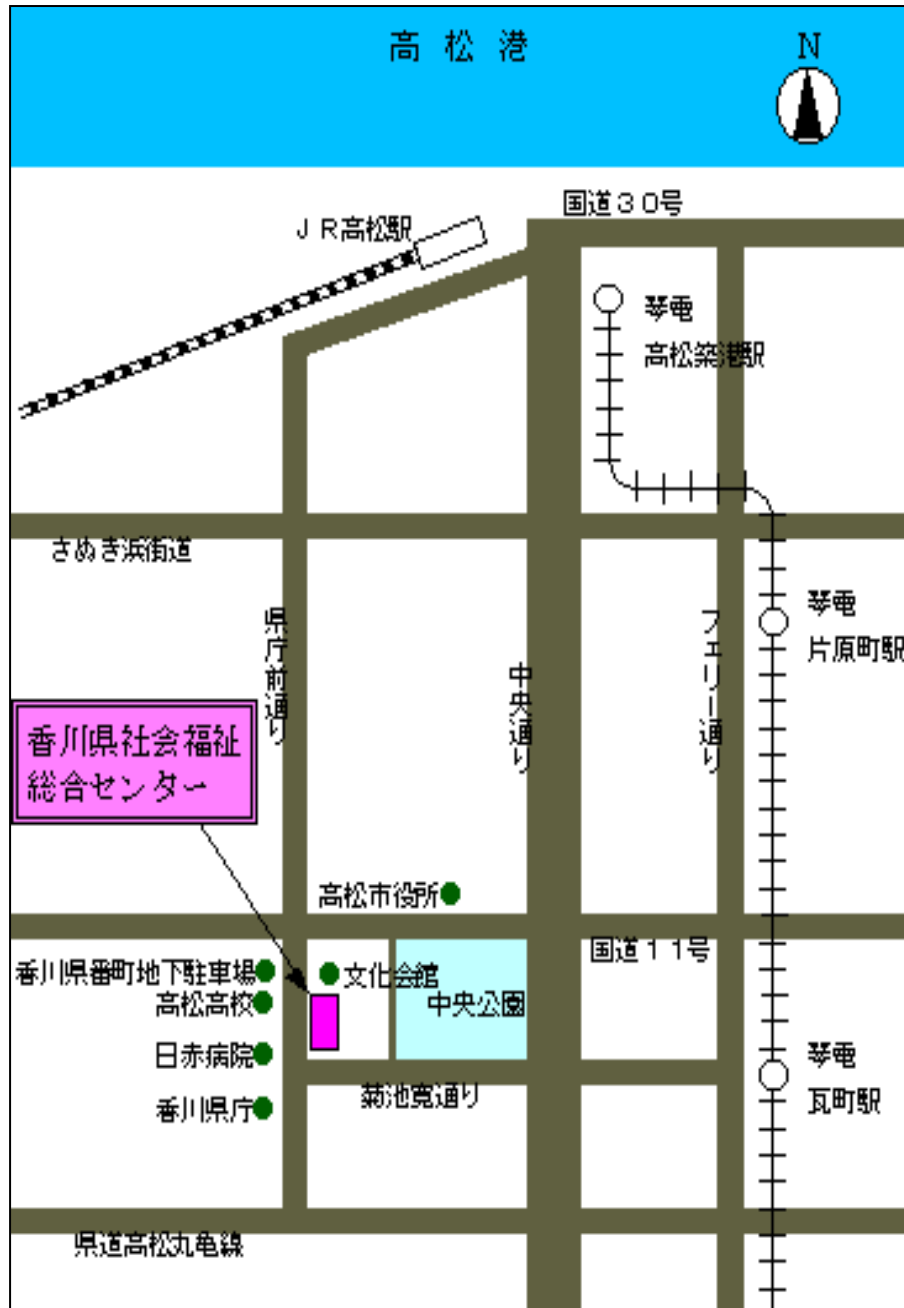 高松港
N
国道30号
JR高松駅
琴電
高松築港駅
さぬき浜街道
県庁前通り
中央通り
フェリー通り
琴電
片原町駅
香川県社会福祉
総合センター
高松市役所
国道11号
香川県番町地下駐車場
文化会館
高松高校
中央公園
日赤病院
菊池寛通り
香川県庁
琴電
瓦町駅
県道高松丸亀線